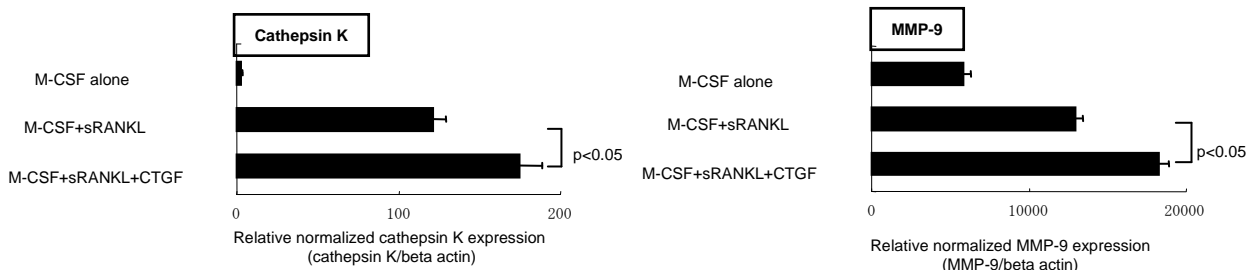 Cathepsin K
M-CSF alone
M-CSF+sRANKL
M-CSF+sRANKL+CTGF
p<0.05
0 100 200
Relative normalized cathepsin K expression
(cathepsin K/beta actin)
MMP-9
M-CSF alone
M-CSF+sRANKL
M-CSF+sRANKL+CTGF
p<0.05
0 10000 20000
Relative normalized MMP-9 expression
(MMP-9/beta actin)